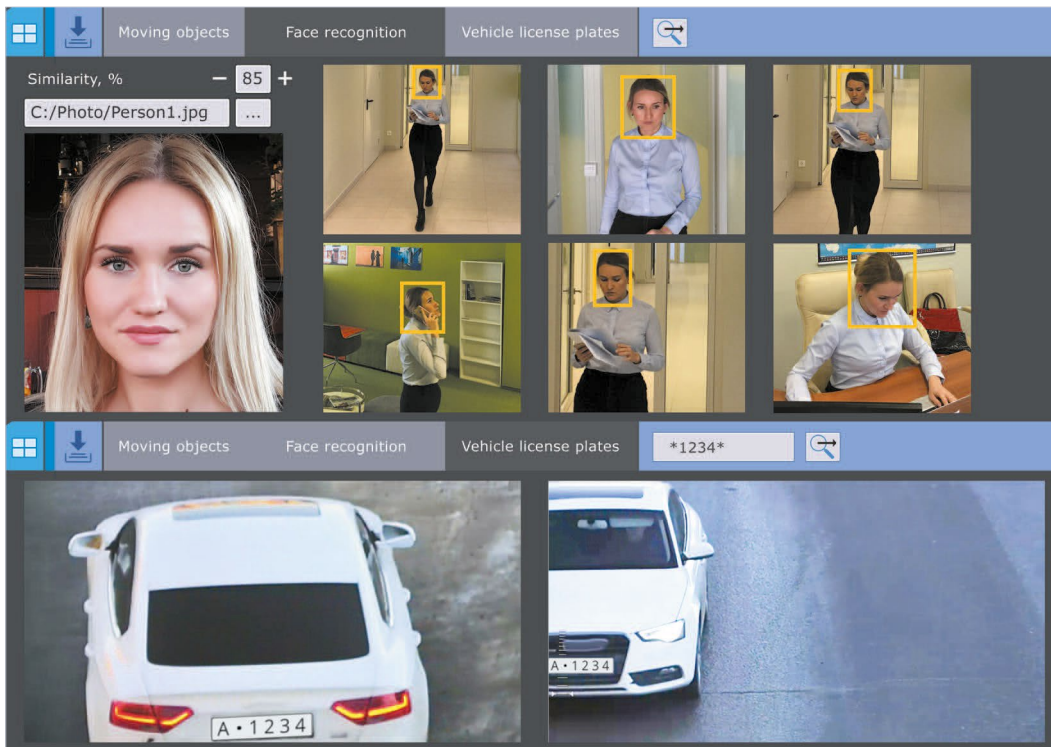 Moving objects
Face recognition
Vehicle license plates
Similarity, %
− 85 +
C:/Photo/Person1.jpg
...
Moving objects
Face recognition
Vehicle license plates
*1234*
A•1234
A•1234